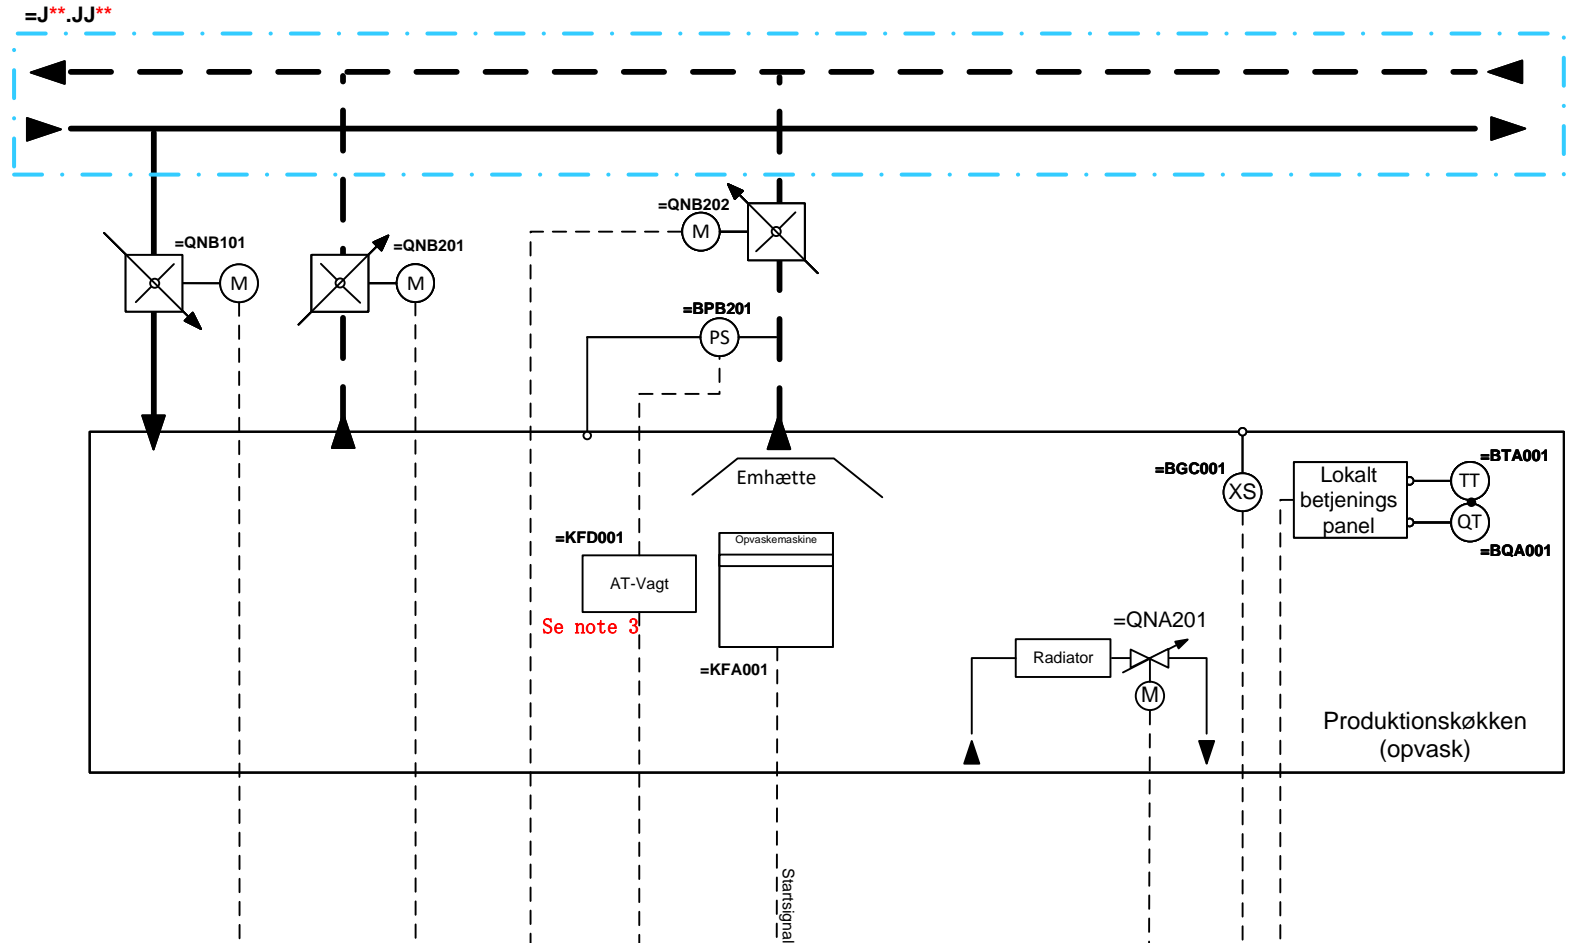 =J**.JJ**
=QNB202
M
=QNB101
M
=QNB201
M
=BPB201
PS
Emhætte
=BGC001
XS
Lokalt
betjenings
panel
=BTA001
TT
QT
=BQA001
=KFD001
AT-Vagt
Se note 3
Opvaskemaskine
=KFA001
=QNA201
Radiator
M
Produktionskøkken
(opvask)
Startsignal